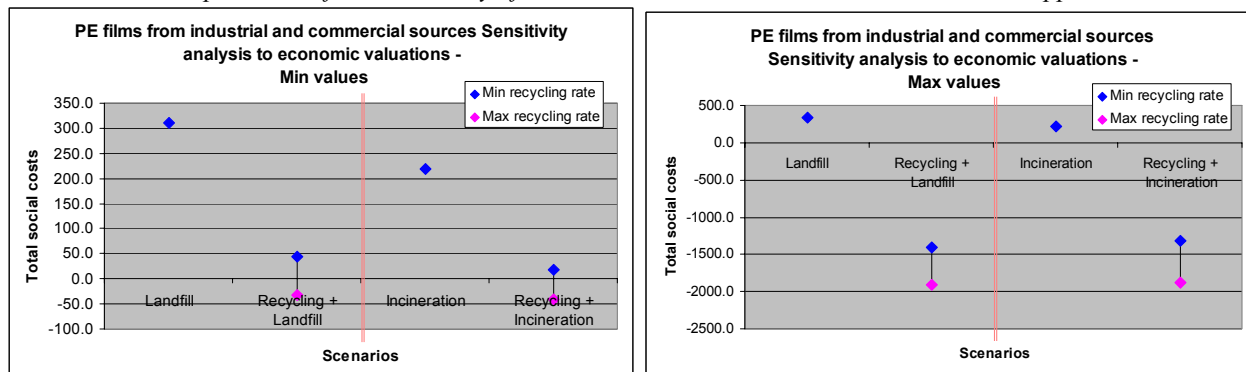 PE films from industrial and commercial sources Sensitivity
analysis to economic valuations -
Min values
Min recycling rate
Max recycling rate
350.0
300.0
250.0
200.0
150.0
100.0
50.0
0.0
-50.0
-100.0
Total social costs
Landfill
Recycling +
Landfill
Incineration
Recycling +
Incineration
Scenarios
PE films from industrial and commercial sources
Sensitivity analysis to economic valuations -
Max values
Min recycling rate
Max recycling rate
500.0
0.0
-500.0
-1000.0
-1500.0
-2000.0
-2500.0
Total social costs
Landfill
Recycling +
Landfill
Incineration
Recycling +
Incineration
Scenarios